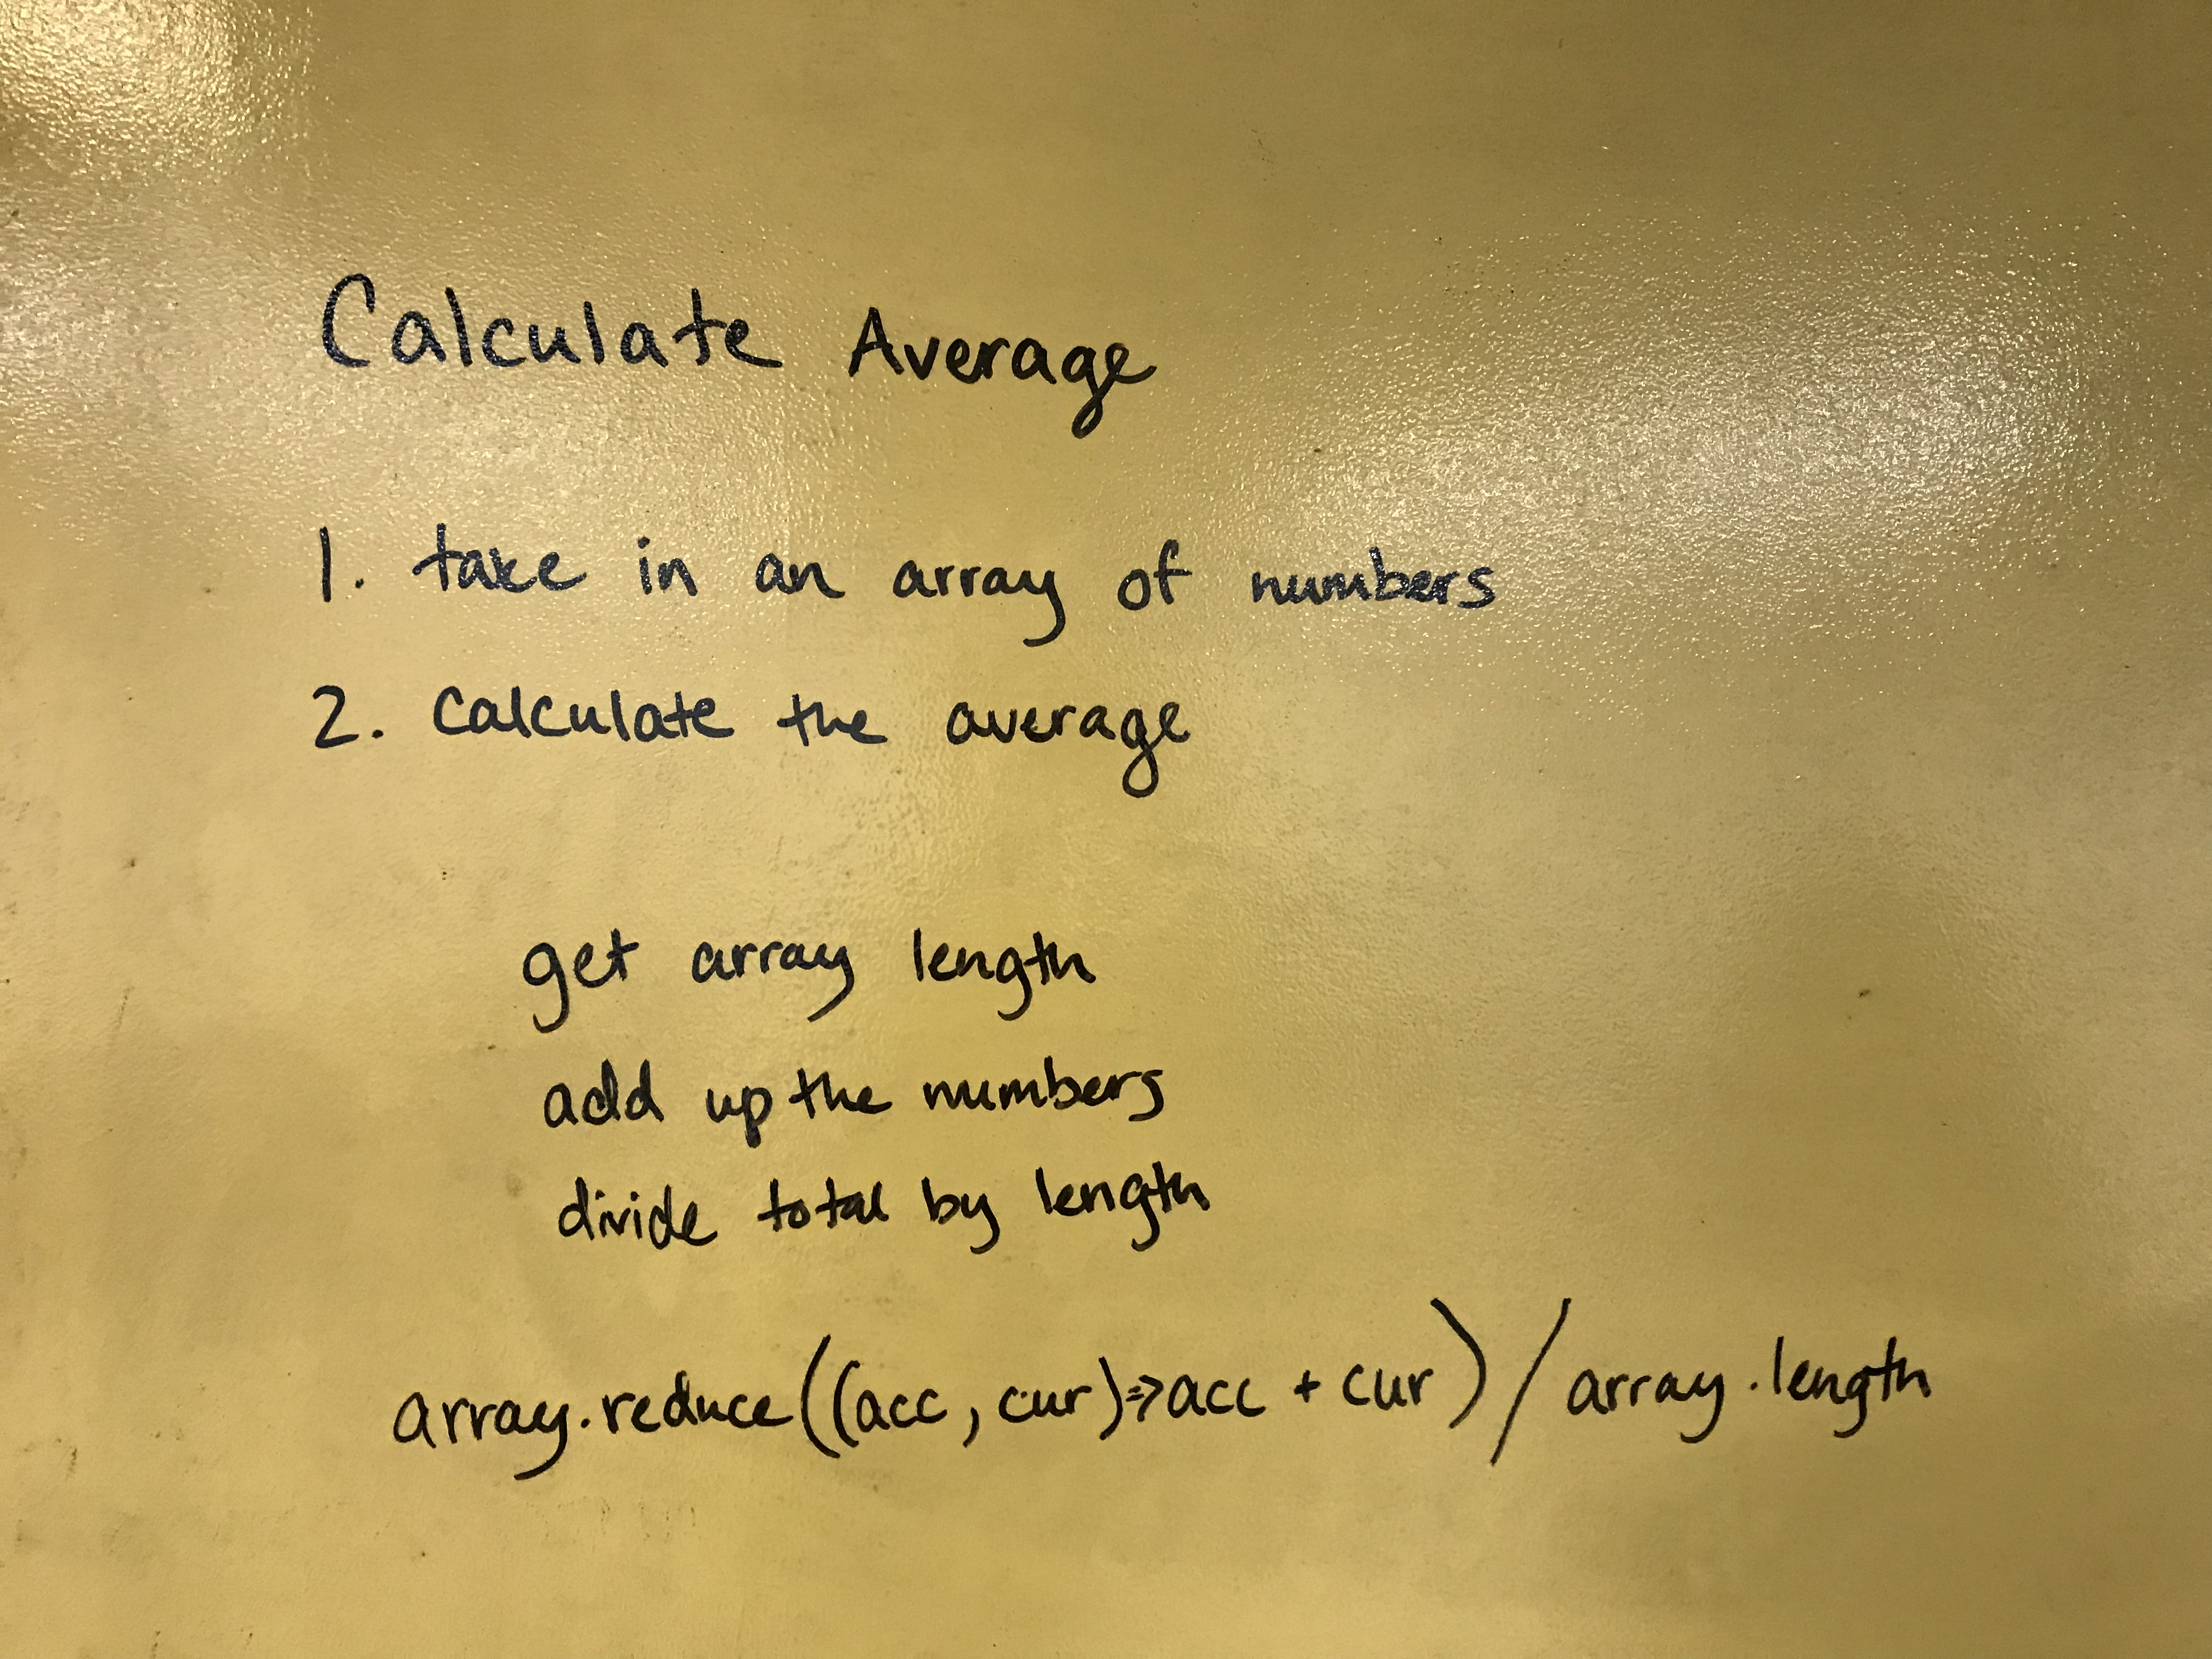 Calculate Average
1. take in an array of numbers
2. Calculate the average
get array length
add up the numbers
divide total by length
array.reduce((acc, cur)=>acc + cur) / array.length